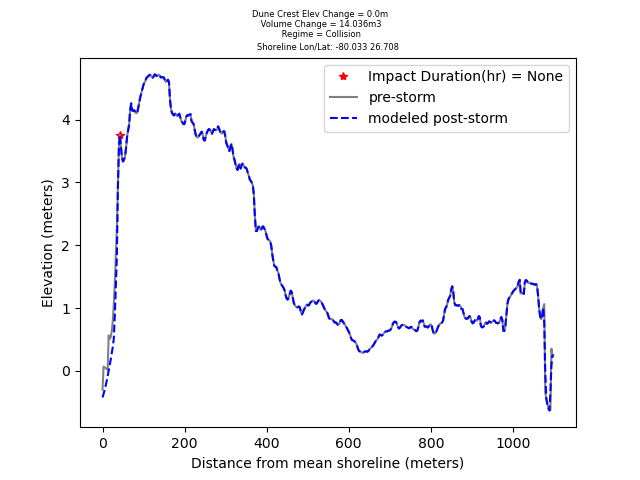 Dune Crest Elev Change = 0.0m
Volume Change = 14.036m3
Regime = Collision
Shoreline Lon/Lat: -80.033 26.708
Impact Duration(hr) = None
pre-storm
modeled post-storm
Elevation (meters)
4
3
2
1
0
0 200 400 600 800 1000
Distance from mean shoreline (meters)